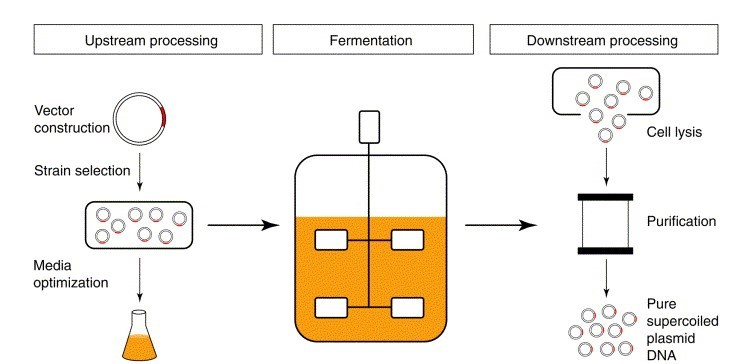 Upstream processing
Fermentation
Downstream processing
Vector
construction
Strain selection
Media
optimization
Cell lysis
Purification
Pure
supercoiled
plasmid
DNA